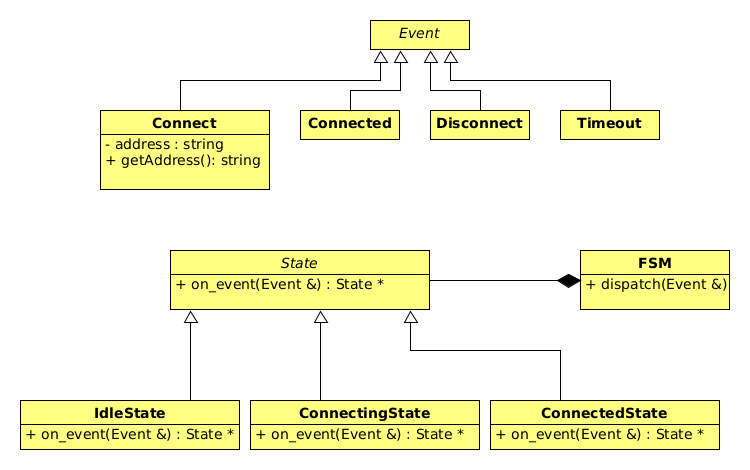 Event
Connect
- address : string
+ getAddress(): string
Connected
Disconnect
Timeout
State
+ on_event(Event &) : State *
FSM
+ dispatch(Event &)
IdleState
+ on_event(Event &) : State *
ConnectingState
+ on_event(Event &) : State *
ConnectedState
+ on_event(Event &) : State *